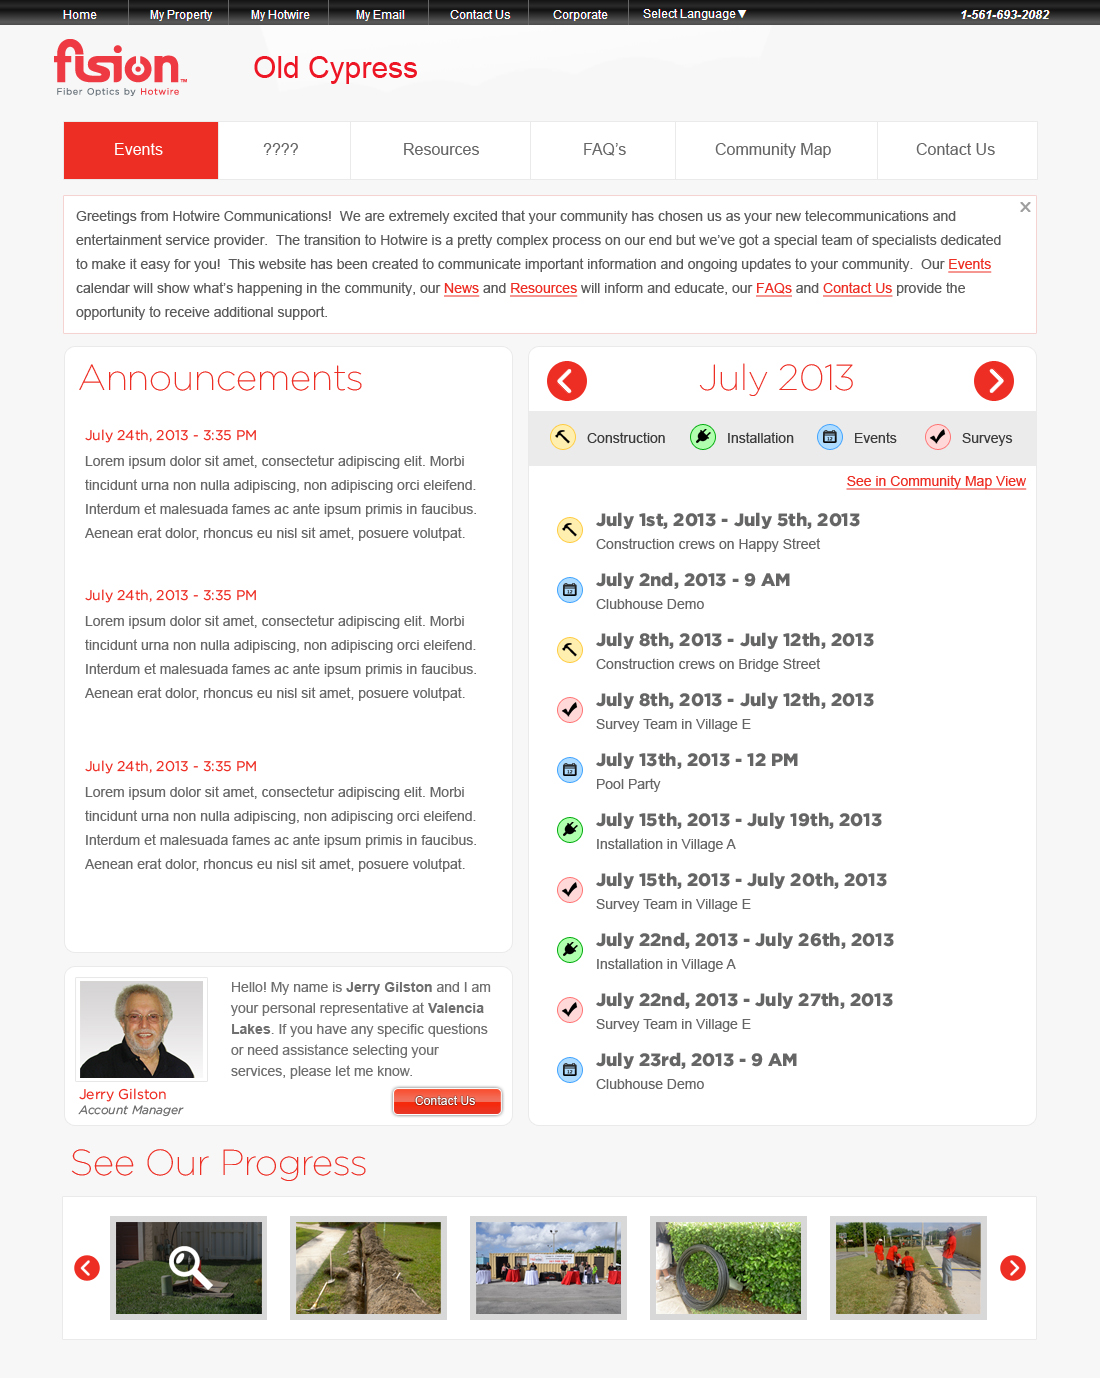 Home My Property My Hotwire My Email Contact Us Corporate Select Language▼ 1-561-693-2082
fision™
Fiber Optics by Hotwire
Old Cypress
Events ???? Resources FAQ's Community Map Contact Us
Greetings from Hotwire Communications!  We are extremely excited that your community has chosen us as your new telecommunications and
entertainment service provider.  The transition to Hotwire is a pretty complex process on our end but we've got a special team of specialists dedicated
to make it easy for you!  This website has been created to communicate important information and ongoing updates to your community.  Our Events
calendar will show what's happening in the community, our News and Resources will inform and educate, our FAQs and Contact Us provide the
opportunity to receive additional support.
Announcements
July 24th, 2013 - 3:35 PM
Lorem ipsum dolor sit amet, consectetur adipiscing elit. Morbi
tincidunt urna non nulla adipiscing, non adipiscing orci eleifend.
Interdum et malesuada fames ac ante ipsum primis in faucibus.
Aenean erat dolor, rhoncus eu nisl sit amet, posuere volutpat.
July 24th, 2013 - 3:35 PM
Lorem ipsum dolor sit amet, consectetur adipiscing elit. Morbi
tincidunt urna non nulla adipiscing, non adipiscing orci eleifend.
Interdum et malesuada fames ac ante ipsum primis in faucibus.
Aenean erat dolor, rhoncus eu nisl sit amet, posuere volutpat.
July 24th, 2013 - 3:35 PM
Lorem ipsum dolor sit amet, consectetur adipiscing elit. Morbi
tincidunt urna non nulla adipiscing, non adipiscing orci eleifend.
Interdum et malesuada fames ac ante ipsum primis in faucibus.
Aenean erat dolor, rhoncus eu nisl sit amet, posuere volutpat.
Hello! My name is Jerry Gilston and I am
your personal representative at Valencia
Lakes. If you have any specific questions
or need assistance selecting your
services, please let me know.
Jerry Gilston
Account Manager
Contact Us
July 2013
Construction Installation Events Surveys
See in Community Map View
July 1st, 2013 - July 5th, 2013
Construction crews on Happy Street
July 2nd, 2013 - 9 AM
Clubhouse Demo
July 8th, 2013 - July 12th, 2013
Construction crews on Bridge Street
July 8th, 2013 - July 12th, 2013
Survey Team in Village E
July 13th, 2013 - 12 PM
Pool Party
July 15th, 2013 - July 19th, 2013
Installation in Village A
July 15th, 2013 - July 20th, 2013
Survey Team in Village E
July 22nd, 2013 - July 26th, 2013
Installation in Village A
July 22nd, 2013 - July 27th, 2013
Survey Team in Village E
July 23rd, 2013 - 9 AM
Clubhouse Demo
See Our Progress